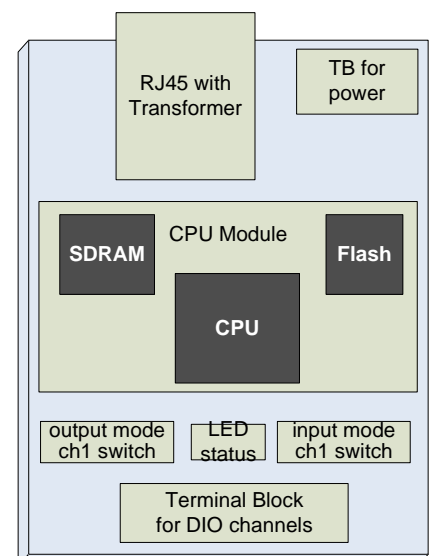 RJ45 with
Transformer
TB for
power
CPU Module
SDRAM
Flash
CPU
output mode
ch1 switch
LED
status
input mode
ch1 switch
Terminal Block
for DIO channels